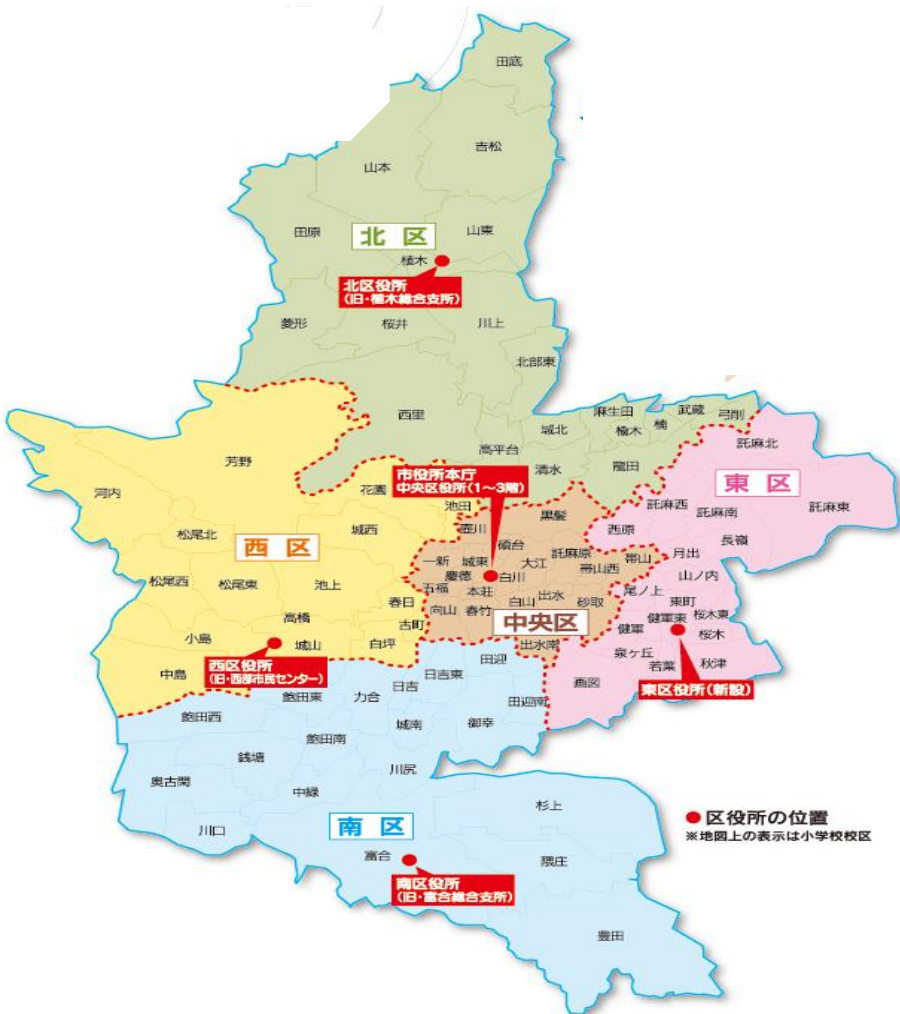 田底
吉松
山本
田原
山東
北区
植木
北区役所
(旧・植木総合支所)
菱形
桜井
川上
北部東
西里
麻生田
武蔵
弓削
楠
楡木
城北
高平台
龍田
清水
託麻北
芳野
市役所本庁
中央区役所(1〜3階)
東区
河内
花園
池田
黒髪
託麻西
託麻南
託麻東
西原
長嶺
松尾北
城西
壺川
碩台
西区
一新
城東
大江
託麻原
帯山
月出
慶徳
白川
帯山西
山ノ内
松尾西
松尾東
池上
五福
本荘
出水
尾ノ上
春日
向山
春竹
白山
砂取
東町
高橋
古町
中央区
健軍東
桜木東
小島
健軍
桜木
城山
白坪
出水南
泉ヶ丘
西区役所
(旧・西部市民センター)
田迎
若葉
秋津
中島
日吉東
画図
東区役所(新設)
日吉
飽田東
力合
田迎南
飽田西
城南
御幸
飽田南
銭塘
川尻
奥古閑
中緑
杉上
川口
南区
●区役所の位置
※地図上の表示は小学校校区
富合
隈庄
南区役所
(旧・富合総合支所)
豊田